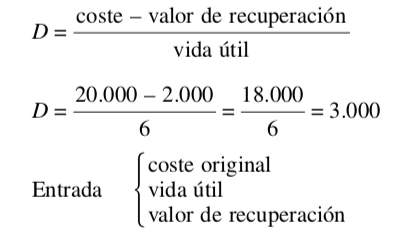 D = coste – valor de recuperación / vida útil
D = 20.000 – 2.000 / 6 = 18.000 / 6 = 3.000
Entrada { coste original
vida útil
valor de recuperación